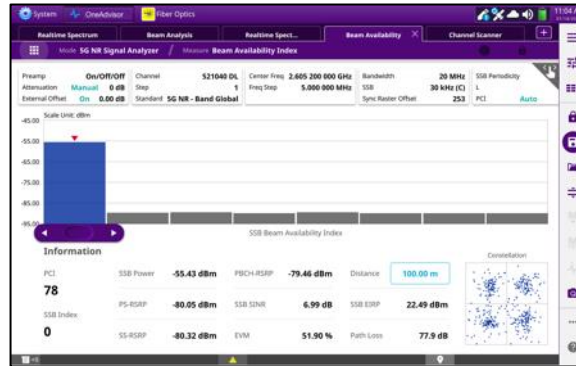 System OneAdvisor Fiber Optics 11:04
Realtime Spectrum Beam Analysis Realtime Spect... Beam Availability Channel Scanner
Mode 5G NR Signal Analyzer / Measure Beam Availability Index
Preamp On/Off/Off Channel 521040 DL Center Freq 2.605 200 000 GHz Bandwidth 20 MHz SSB Periodicity
Attenuation Manual 0 dB Step 1 Freq Step 5.000 000 MHz SSB 30 kHz (C) L
External Offset On 0.00 dB Standard 5G NR - Band Global Sync Raster Offset 253 PCI Auto
Scale Unit: dBm
-45.00
-55.00
-65.00
-75.00
-85.00
-95.00
SSB Beam Availability Index
Information
Constellation
PCI SSB Power -55.43 dBm PBCH-RSRP -79.46 dBm Distance 100.00 m
78
PS-RSRP -80.05 dBm SSB SINR 6.99 dB SSB EIRP 22.49 dBm
SSB Index
0 SS-RSRP -80.32 dBm EVM 51.90 % Path Loss 77.9 dB